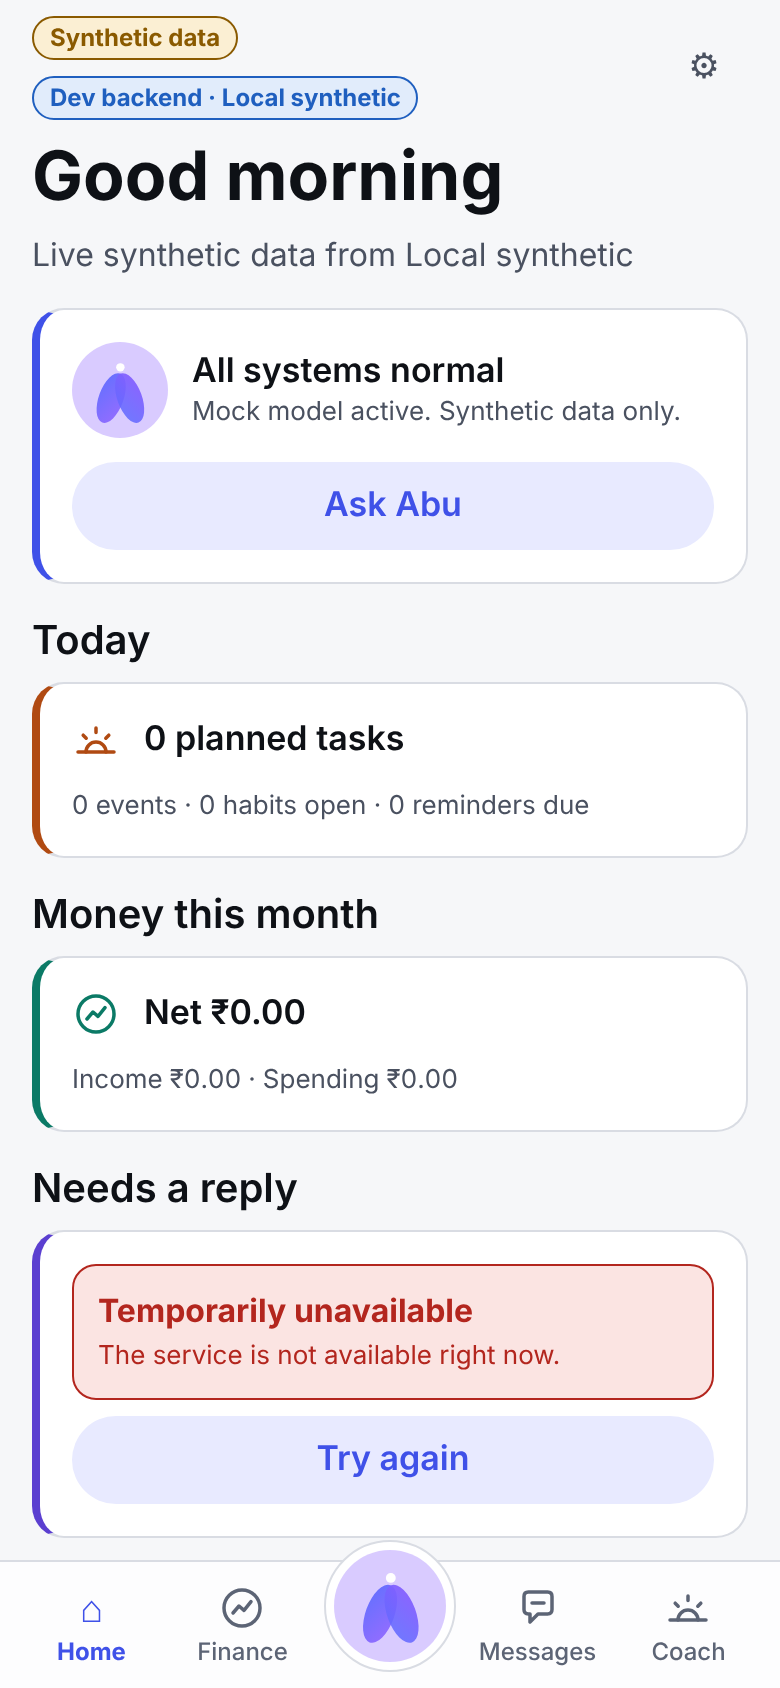 Synthetic data
Dev backend · Local synthetic
Good morning
Live synthetic data from Local synthetic
All systems normal
Mock model active. Synthetic data only.
Ask Abu
Today
0 planned tasks
0 events · 0 habits open · 0 reminders due
Money this month
Net ₹0.00
Income ₹0.00 · Spending ₹0.00
Needs a reply
Temporarily unavailable
The service is not available right now.
Try again
Home
Finance
Messages
Coach